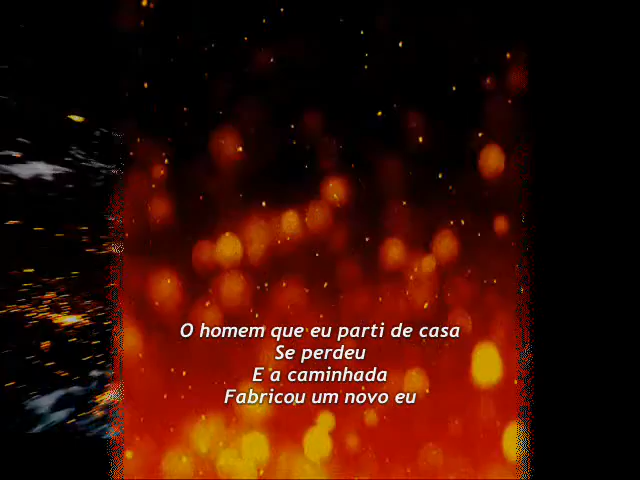 O homem que eu parti de casa
Se perdeu
E a caminhada
Fabricou um novo eu